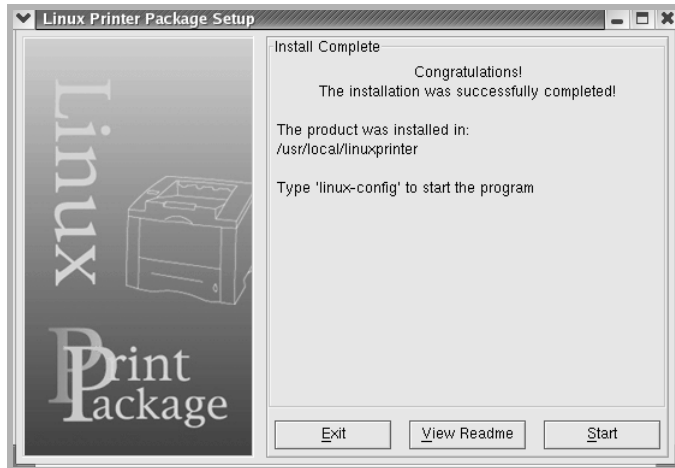 Linux Printer Package Setup
Linux
Print
Package
Install Complete
Congratulations!
The installation was successfully completed!
The product was installed in:
/usr/local/linuxprinter
Type 'linux-config' to start the program
Exit
View Readme
Start